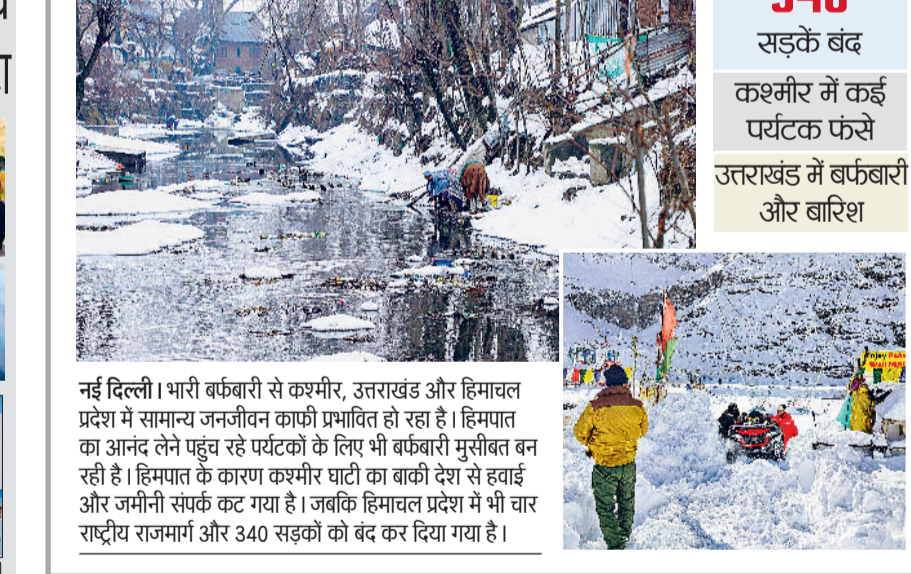 सड़कें बंद
कश्मीर में कई
पर्यटक फंसे
उत्तराखंड में बर्फबारी
और बारिश
नई दिल्ली। भारी बर्फबारी से कश्मीर, उत्तराखंड और हिमाचल
प्रदेश में सामान्य जनजीवन काफी प्रभावित हो रहा है। हिमपात
का आनंद लेने पहुंच रहे पर्यटकों के लिए भी बर्फबारी मुसीबत बन
रही है। हिमपात के कारण कश्मीर घाटी का बाकी देश से हवाई
और जमीनी संपर्क कट गया है। जबकि हिमाचल प्रदेश में भी चार
राष्ट्रीय राजमार्ग और 340 सड़कों को बंद कर दिया गया है।